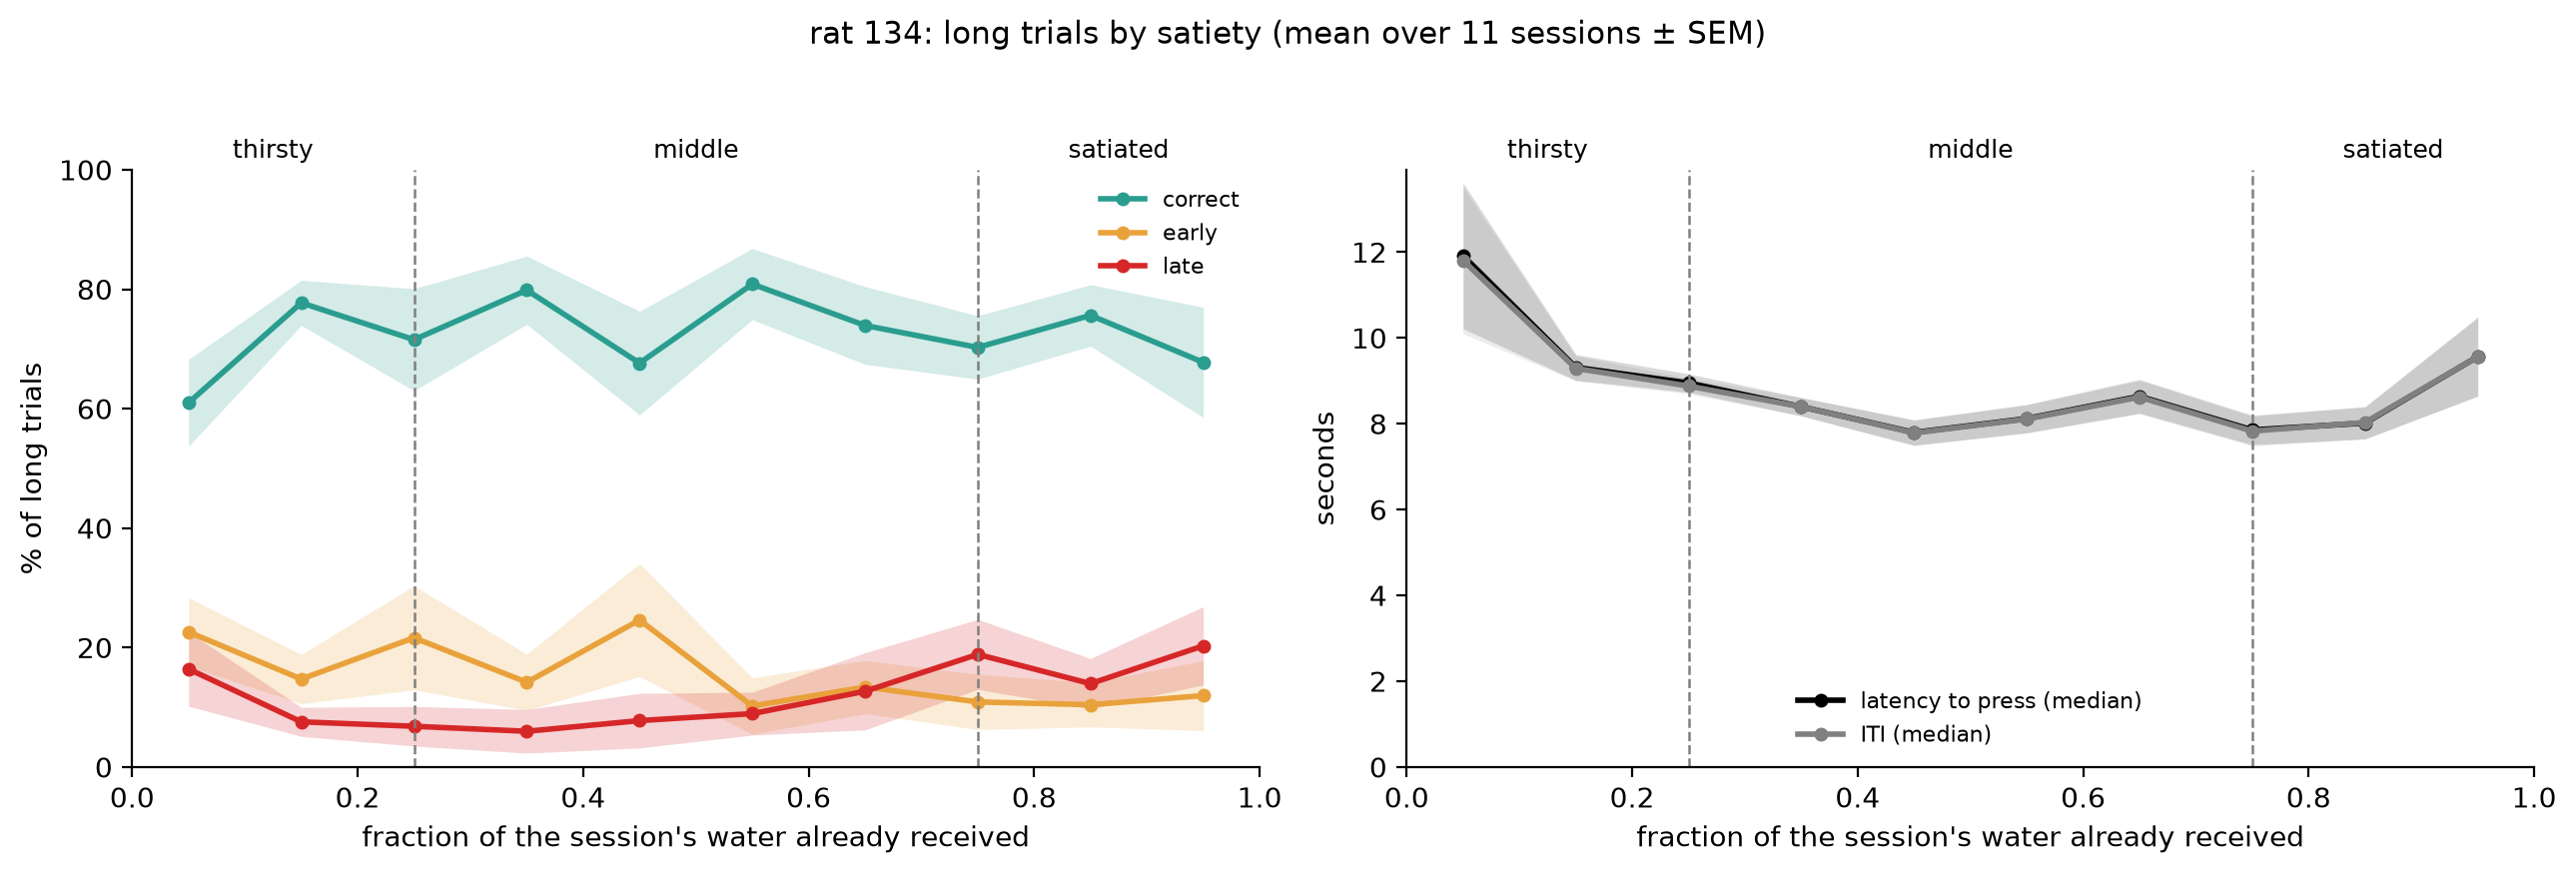 rat 134: long trials by satiety (mean over 11 sessions ± SEM)
thirsty
middle
satiated
100
80
60
40
20
0
% of long trials
correct
early
late
0.0
0.2
0.4
0.6
0.8
1.0
fraction of the session's water already received
thirsty
middle
satiated
12
10
8
6
4
2
0
seconds
latency to press (median)
ITI (median)
0.0
0.2
0.4
0.6
0.8
1.0
fraction of the session's water already received